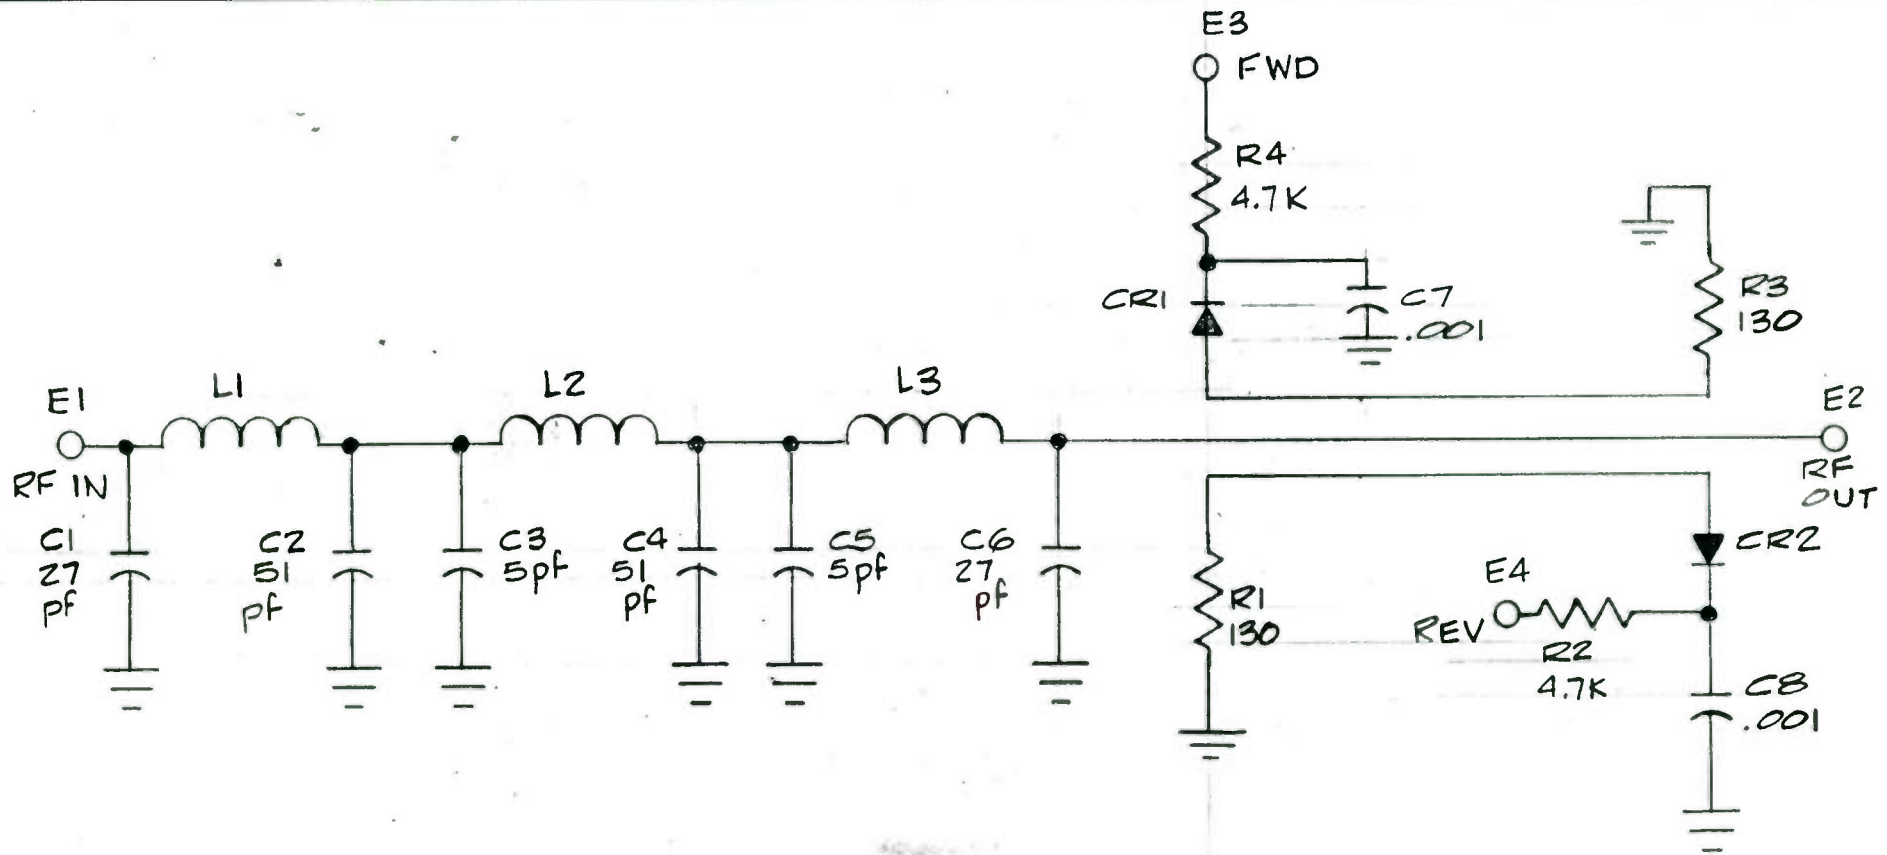 E3
FWD
R4
4.7K
CR1
C7
.001
R3
130
E1
RF IN
L1
L2
L3
E2
RF
OUT
C1
27
pf
C2
51
pf
C3
5pf
C4
51
pf
C5
5pf
C6
27
pf
R1
130
CR2
E4
REV
R2
4.7K
C8
.001